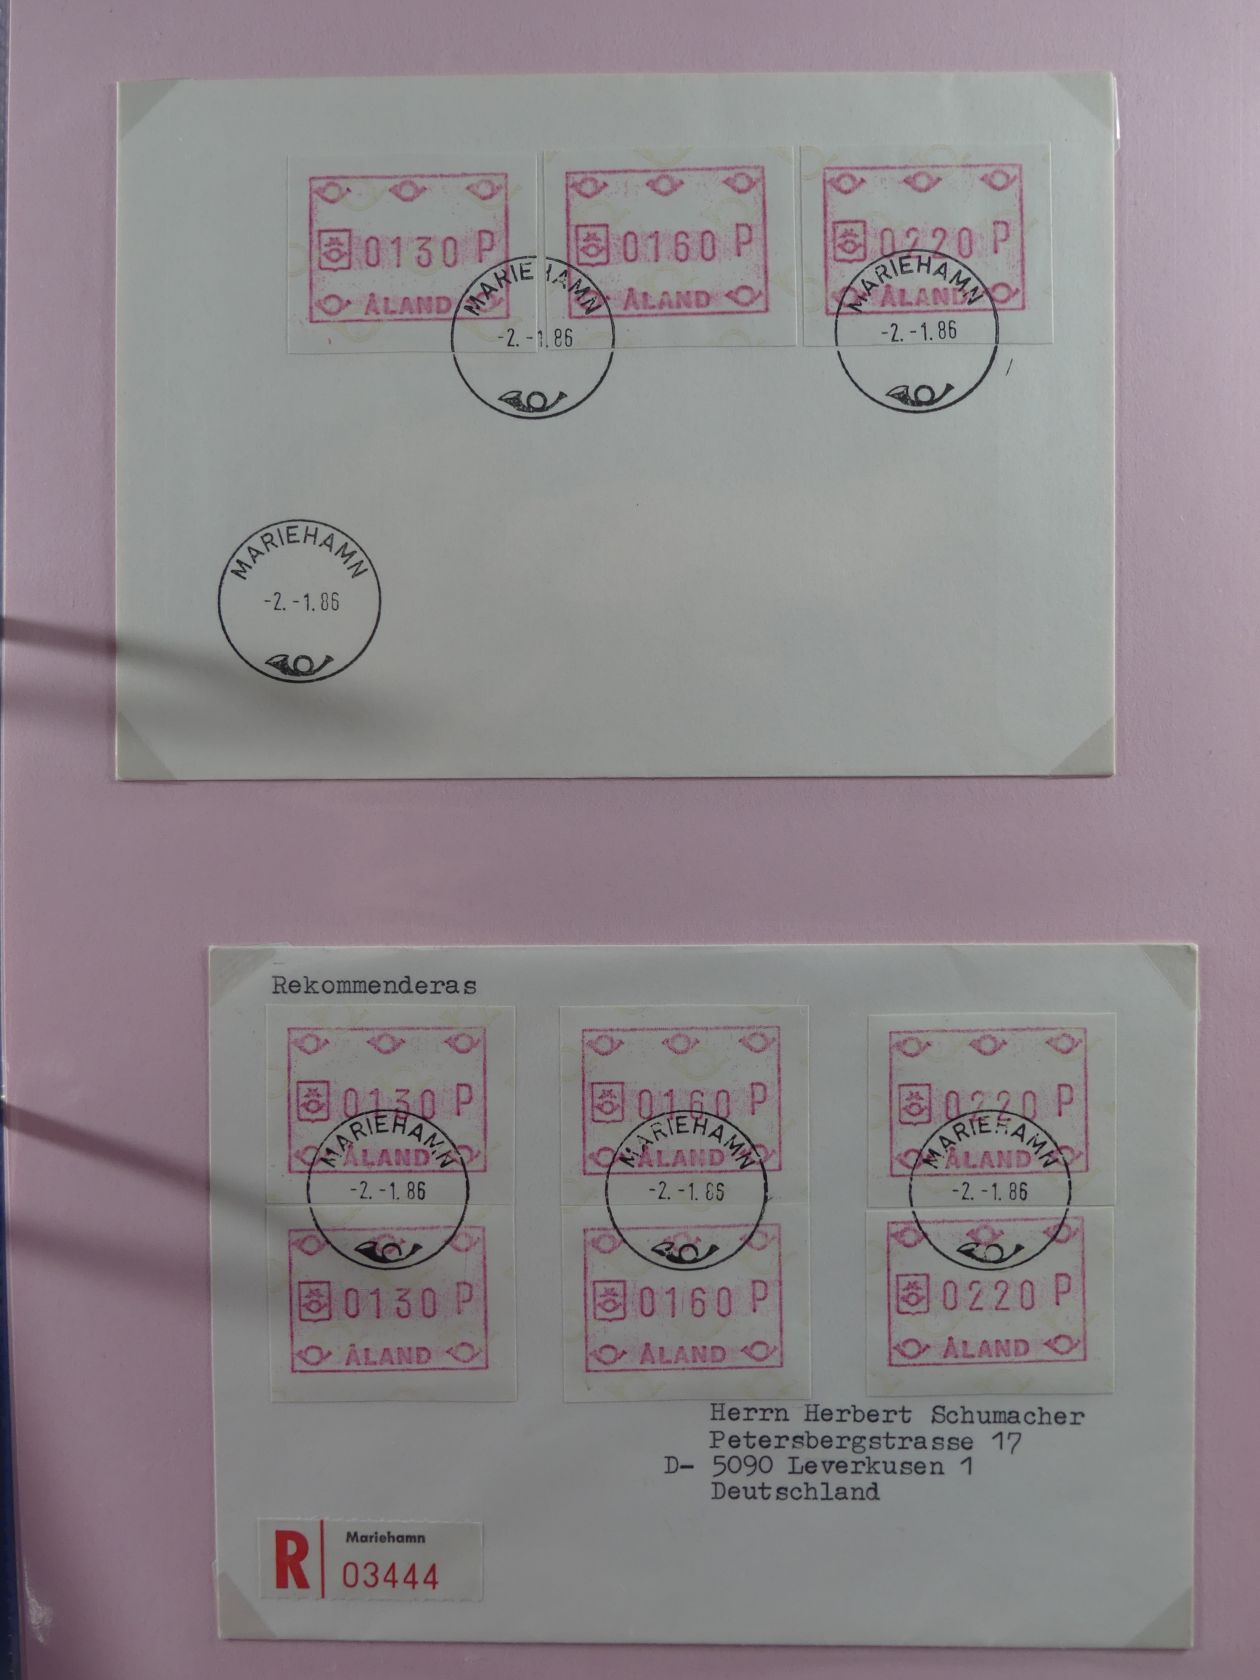 0130 P
ÅLAND
0160 P
ÅLAND
0220 P
ÅLAND
MARIEHAMN
-2.-1.86
MARIEHAMN
-2.-1.86
MARIEHAMN
-2.-1.86
Rekommenderas
0130 P
ÅLAND
0160 P
ÅLAND
0220 P
ÅLAND
MARIEHAMN
-2.-1.86
MARIEHAMN
-2.-1.86
MARIEHAMN
-2.-1.86
0130 P
ÅLAND
0160 P
ÅLAND
0220 P
ÅLAND
Herrn Herbert Schumacher
Petersbergstrasse 17
D- 5090 Leverkusen 1
Deutschland
R
Mariehamn
03444